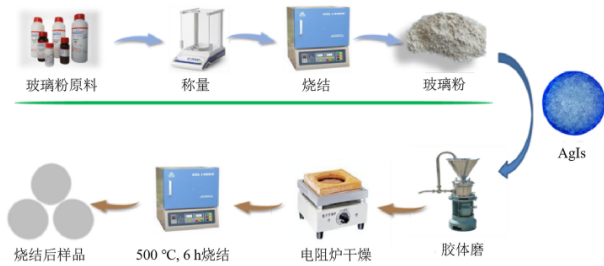 玻璃粉原料
称量
烧结
玻璃粉
AgIs
烧结后样品
500 ℃, 6 h烧结
电阻炉干燥
胶体磨